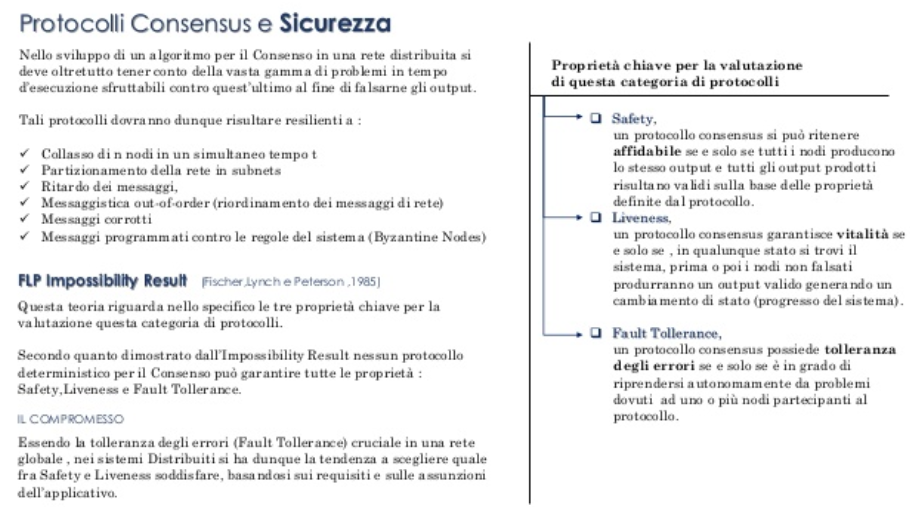 Protocolli Consensus e Sicurezza
Nello sviluppo di un algoritmo per il Consenso in una rete distribuita si
deve oltretutto tener conto della vasta gamma di problemi in tempo
d'esecuzione sfruttabili contro quest'ultimo al fine di falsarne gli output.
Tali protocolli dovranno dunque risultare resilienti a :
✓ Collasso di n nodi in un simultaneo tempo t
✓ Partizionamento della rete in subnets
✓ Ritardo dei messaggi,
✓ Messaggistica out-of-order (riordinamento dei messaggi di rete)
✓ Messaggi corrotti
✓ Messaggi programmati contro le regole del sistema (Byzantine Nodes)
FLP Impossibility Result [Fischer,Lynch e Peterson ,1985]
Questa teoria riguarda nello specifico le tre proprietà chiave per la
valutazione questa categoria di protocolli.
Secondo quanto dimostrato dall'Impossibility Result nessun protocollo
deterministico per il Consenso può garantire tutte le proprietà :
Safety,Liveness e Fault Tollerance.
IL COMPROMESSO
Essendo la tolleranza degli errori (Fault Tollerance) cruciale in una rete
globale , nei sistemi Distribuiti si ha dunque la tendenza a scegliere quale
fra Safety e Liveness soddisfare, basandosi sui requisiti e sulle assunzioni
dell'applicativo.
Proprietà chiave per la valutazione
di questa categoria di protocolli
❑ Safety,
un protocollo consensus si può ritenere
affidabile se e solo se tutti i nodi producono
lo stesso output e tutti gli output prodotti
risultano validi sulla base delle proprietà
definite dal protocollo.
❑ Liveness,
un protocollo consensus garantisce vitalità se
e solo se , in qualunque stato si trovi il
sistema, prima o poi i nodi non falsati
produrranno un output valido generando un
cambiamento di stato (progresso del sistema).
❑ Fault Tollerance,
un protocollo consensus possiede tolleranza
degli errori se e solo se è in grado di
riprendersi autonomamente da problemi
dovuti ad uno o più nodi partecipanti al
protocollo.